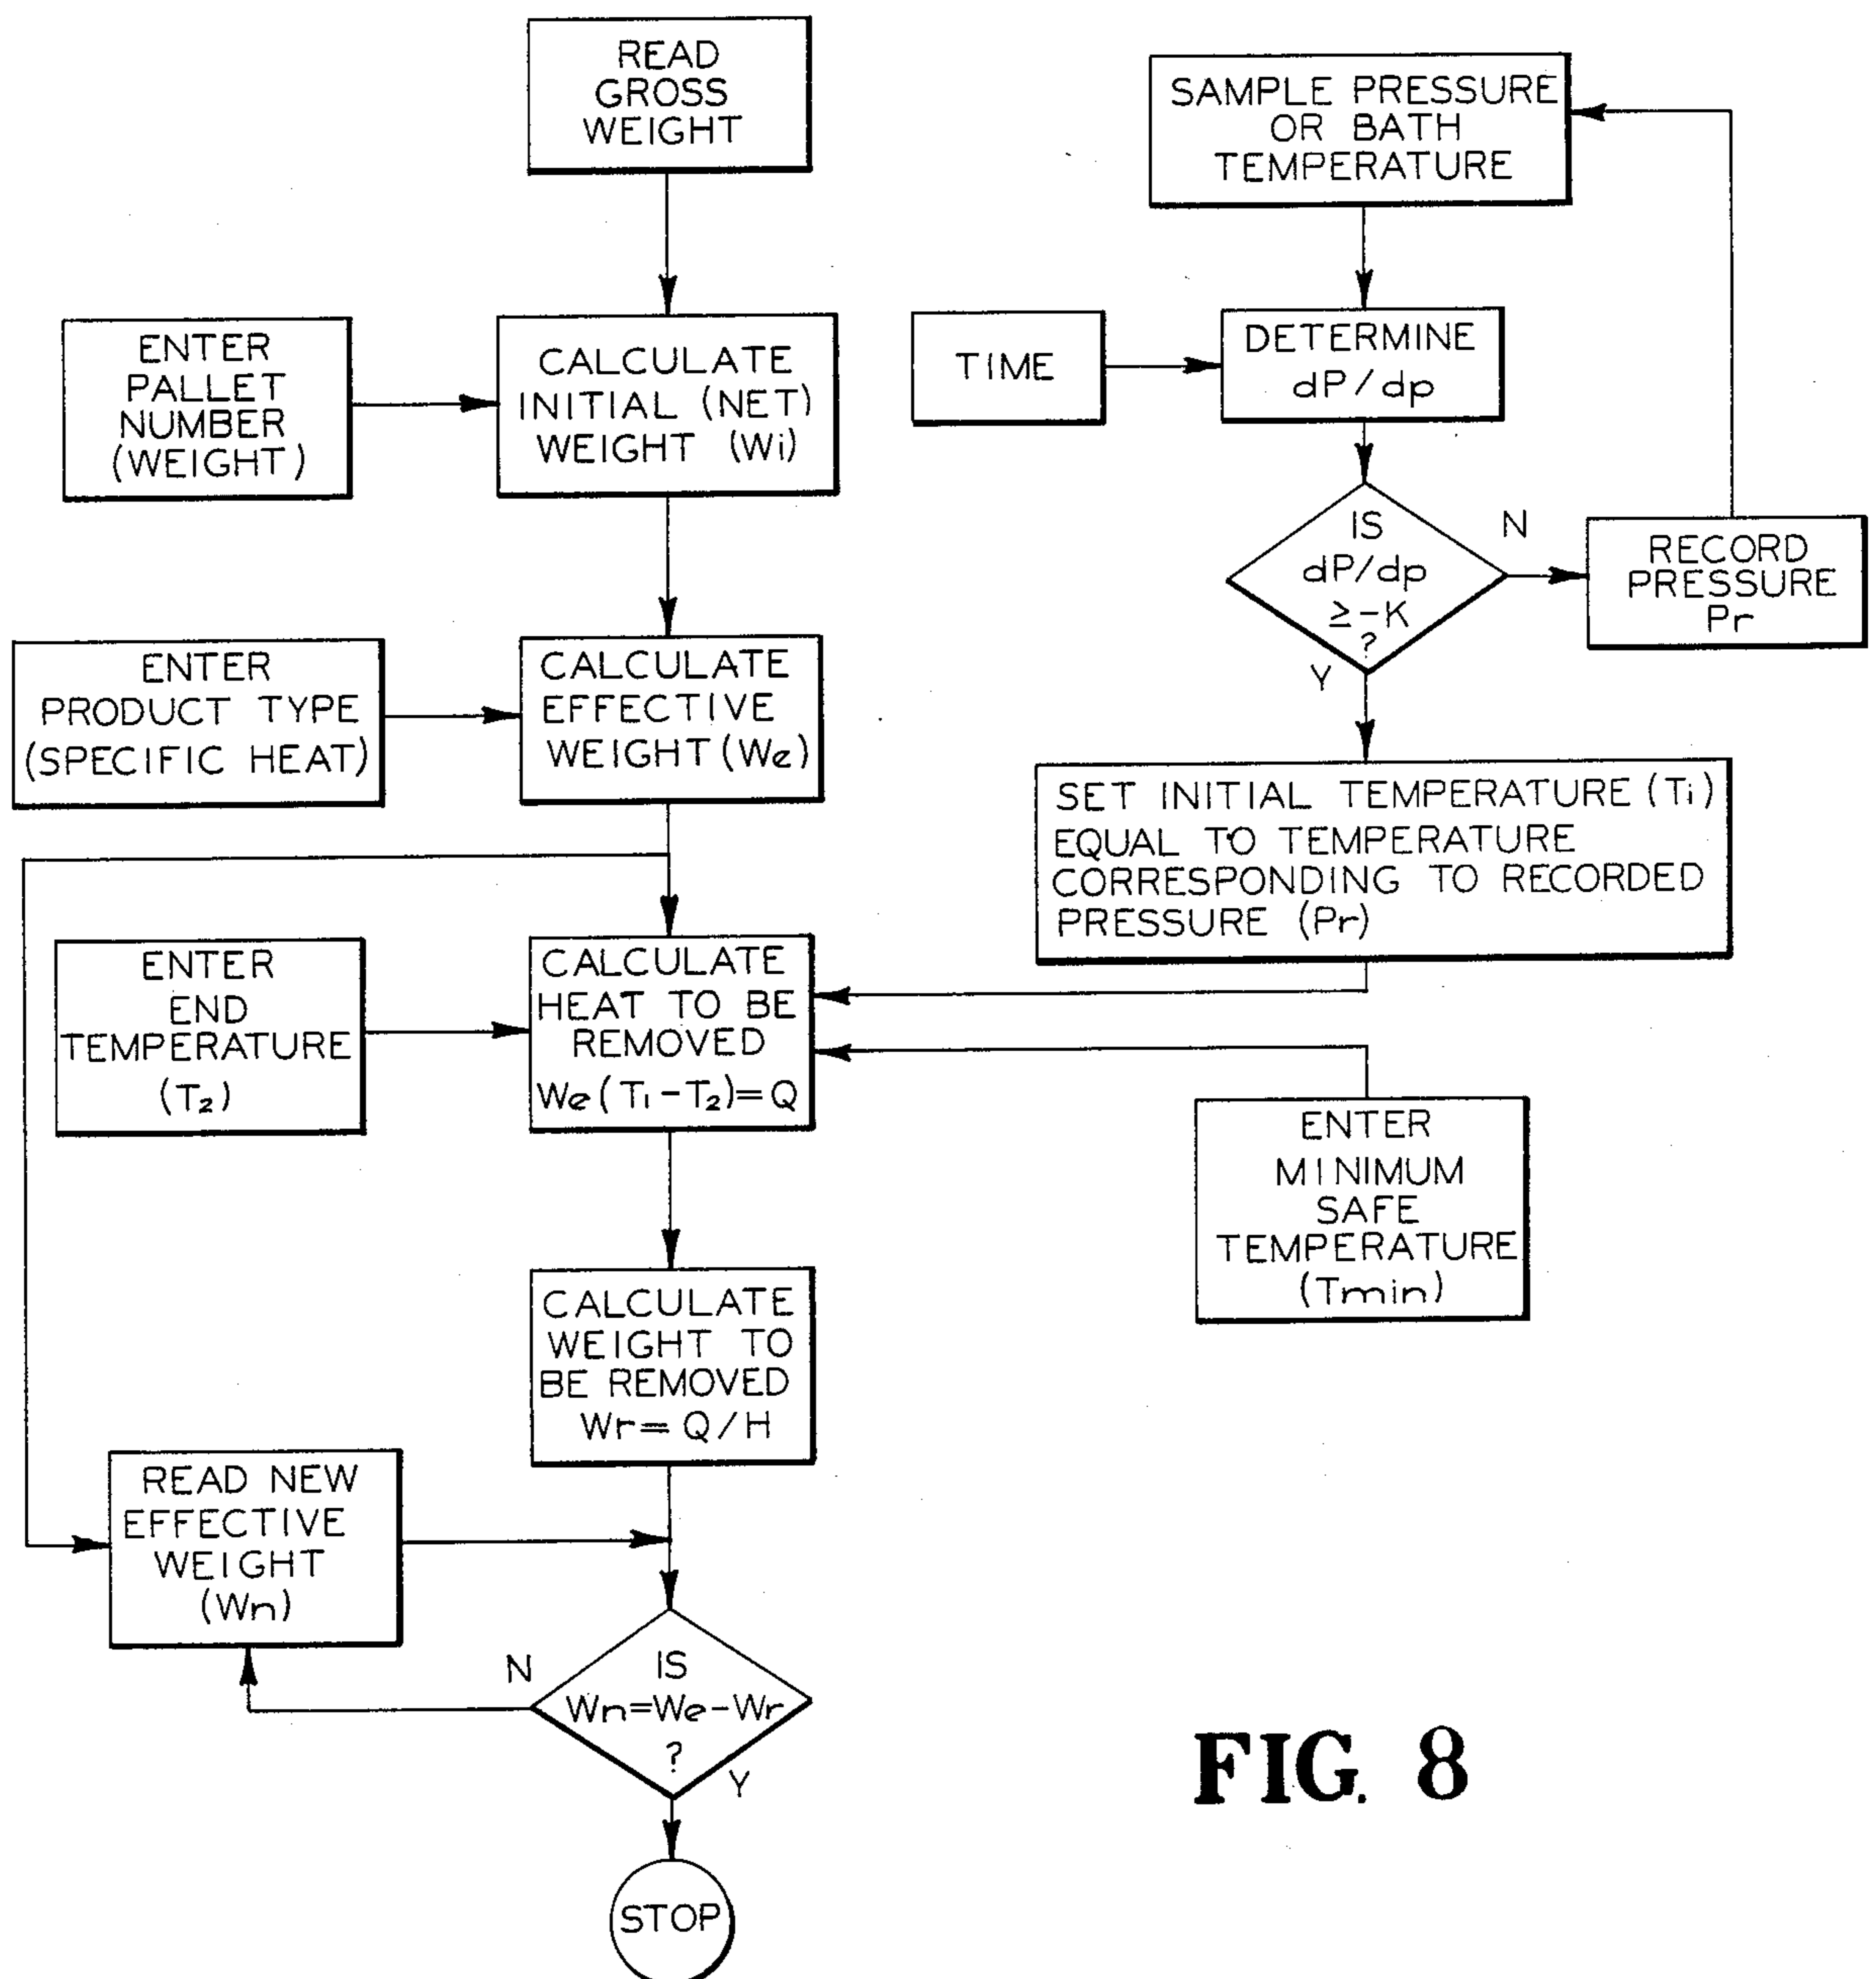 READ
GROSS
WEIGHT
ENTER
PALLET
NUMBER
(WEIGHT)
CALCULATE
INITIAL (NET)
WEIGHT (Wi)
ENTER
PRODUCT TYPE
(SPECIFIC HEAT)
CALCULATE
EFFECTIVE
WEIGHT (We)
ENTER
END
TEMPERATURE
(T₂)
CALCULATE
HEAT TO BE
REMOVED
We(T₁-T₂)=Q
CALCULATE
WEIGHT TO
BE REMOVED
Wr=Q/H
READ NEW
EFFECTIVE
WEIGHT
(Wn)
N
IS
Wn=We-Wr
?
Y
STOP
SAMPLE PRESSURE
OR BATH
TEMPERATURE
TIME
DETERMINE
dP/dp
IS
dP/dp
≥-K
?
N
Y
RECORD
PRESSURE
Pr
SET INITIAL TEMPERATURE (Ti)
EQUAL TO TEMPERATURE
CORRESPONDING TO RECORDED
PRESSURE (Pr)
ENTER
MINIMUM
SAFE
TEMPERATURE
(Tmin)
FIG. 8